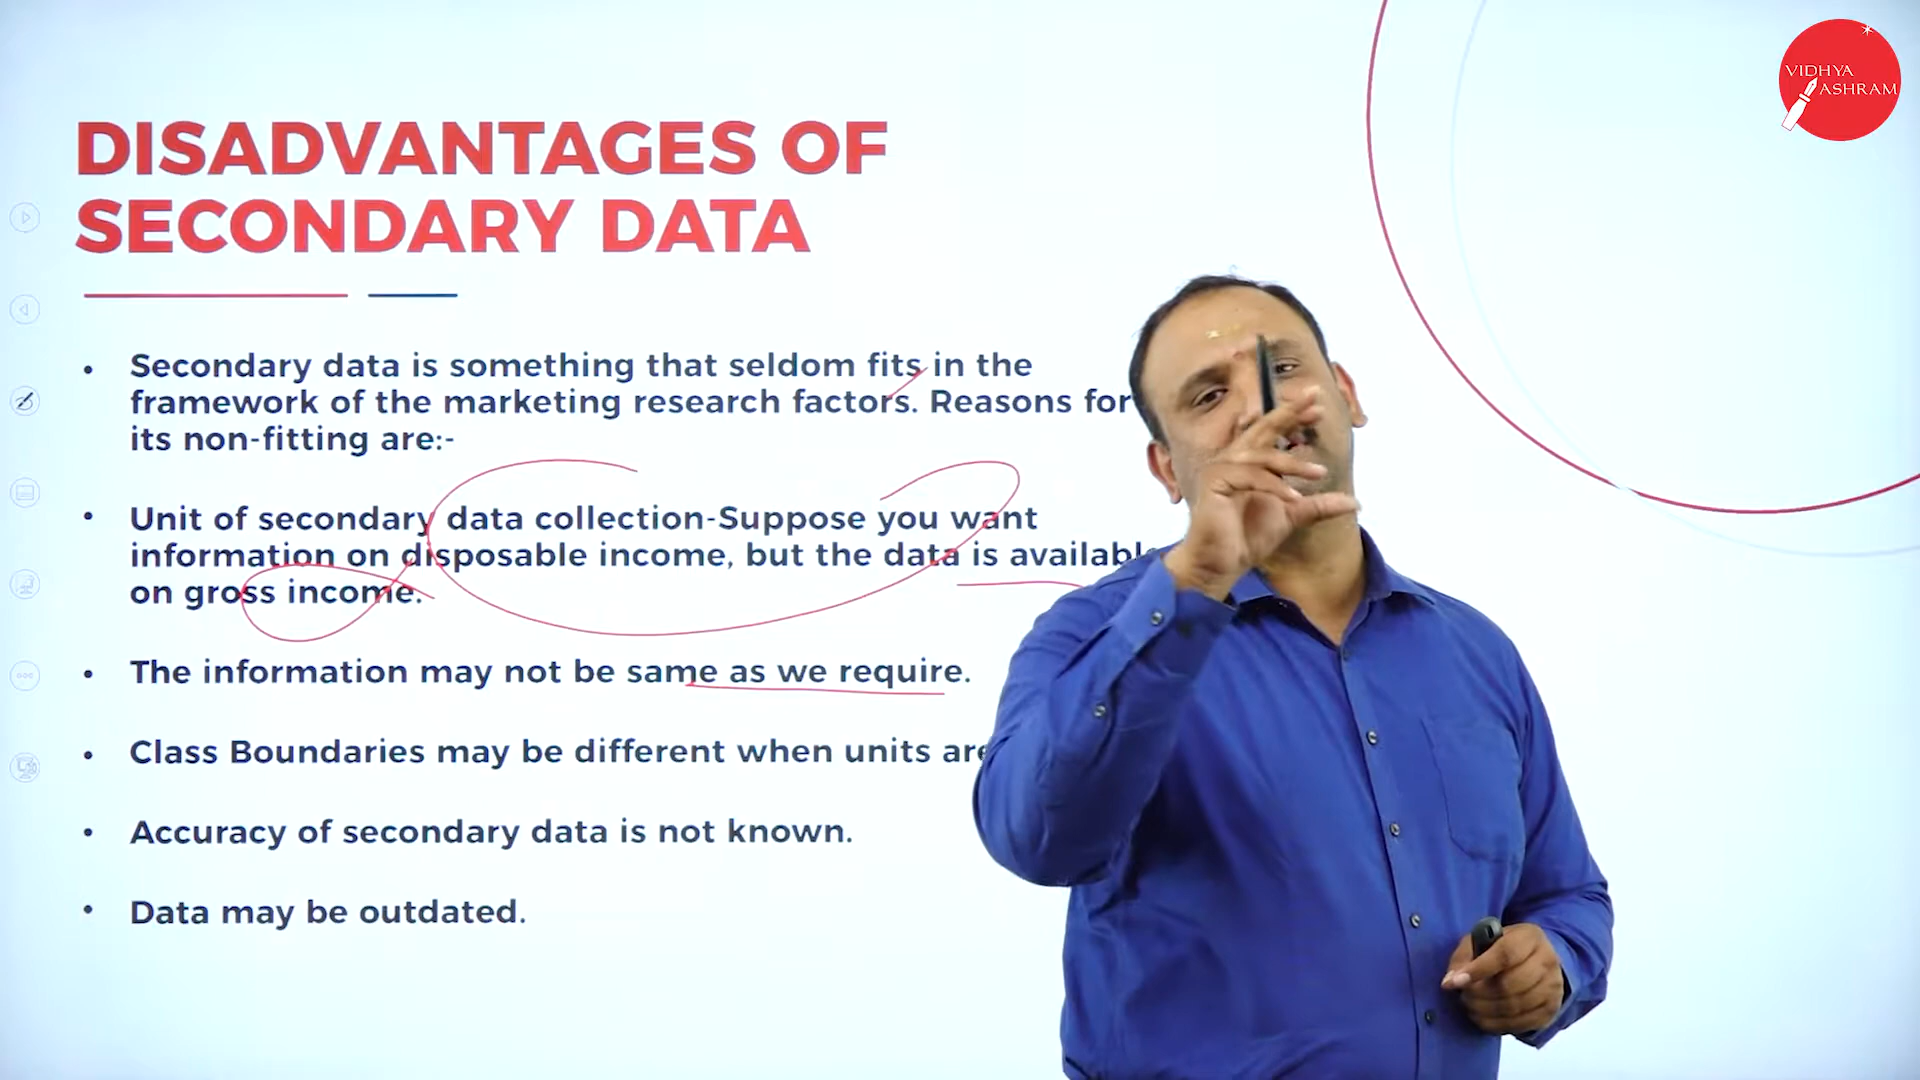 VIDHYA
ASHRAM
DISADVANTAGES OF
SECONDARY DATA
• Secondary data is something that seldom fits in the
framework of the marketing research factors. Reasons for
its non-fitting are:-
• Unit of secondary data collection-Suppose you want
information on disposable income, but the data is
on gross income.
• The information may not be same as we require.
• Class Boundaries may be different when units are
• Accuracy of secondary data is not known.
• Data may be outdated.